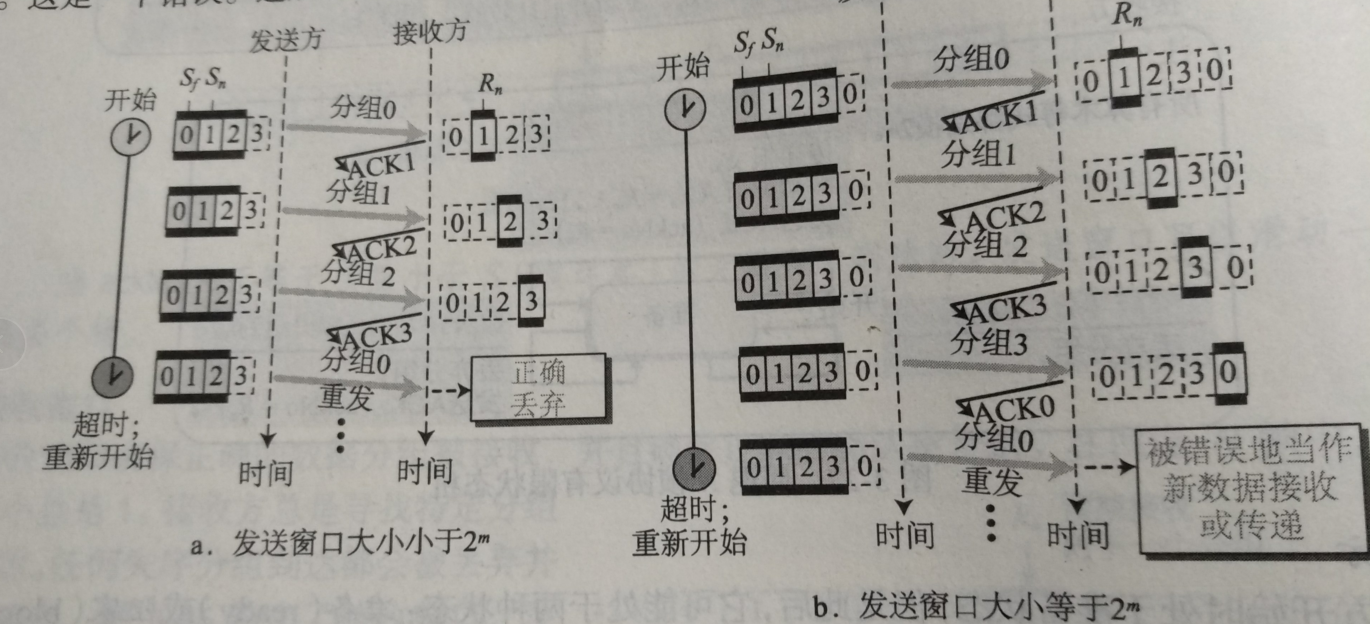 发送方 接收方
S_f S_n
R_n
开始
0 1 2 3
分组0
0 1 2 3
ACK1
0 1 2 3
分组1
0 1 2 3
ACK2
0 1 2 3
分组2
0 1 2 3
ACK3
0 1 2 3
分组0
重发
正确
丢弃
超时;
重新开始
时间
时间
a. 发送窗口大小小于2^m
S_f S_n
R_n
开始
0 1 2 3 0
分组0
0 1 2 3 0
ACK1
0 1 2 3 0
分组1
0 1 2 3 0
ACK2
0 1 2 3 0
分组2
0 1 2 3 0
ACK3
0 1 2 3 0
分组3
0 1 2 3 0
ACK0
0 1 2 3 0
分组0
重发
被错误地当作
新数据接收
或传递
超时;
重新开始
时间
时间
b. 发送窗口大小等于2^m